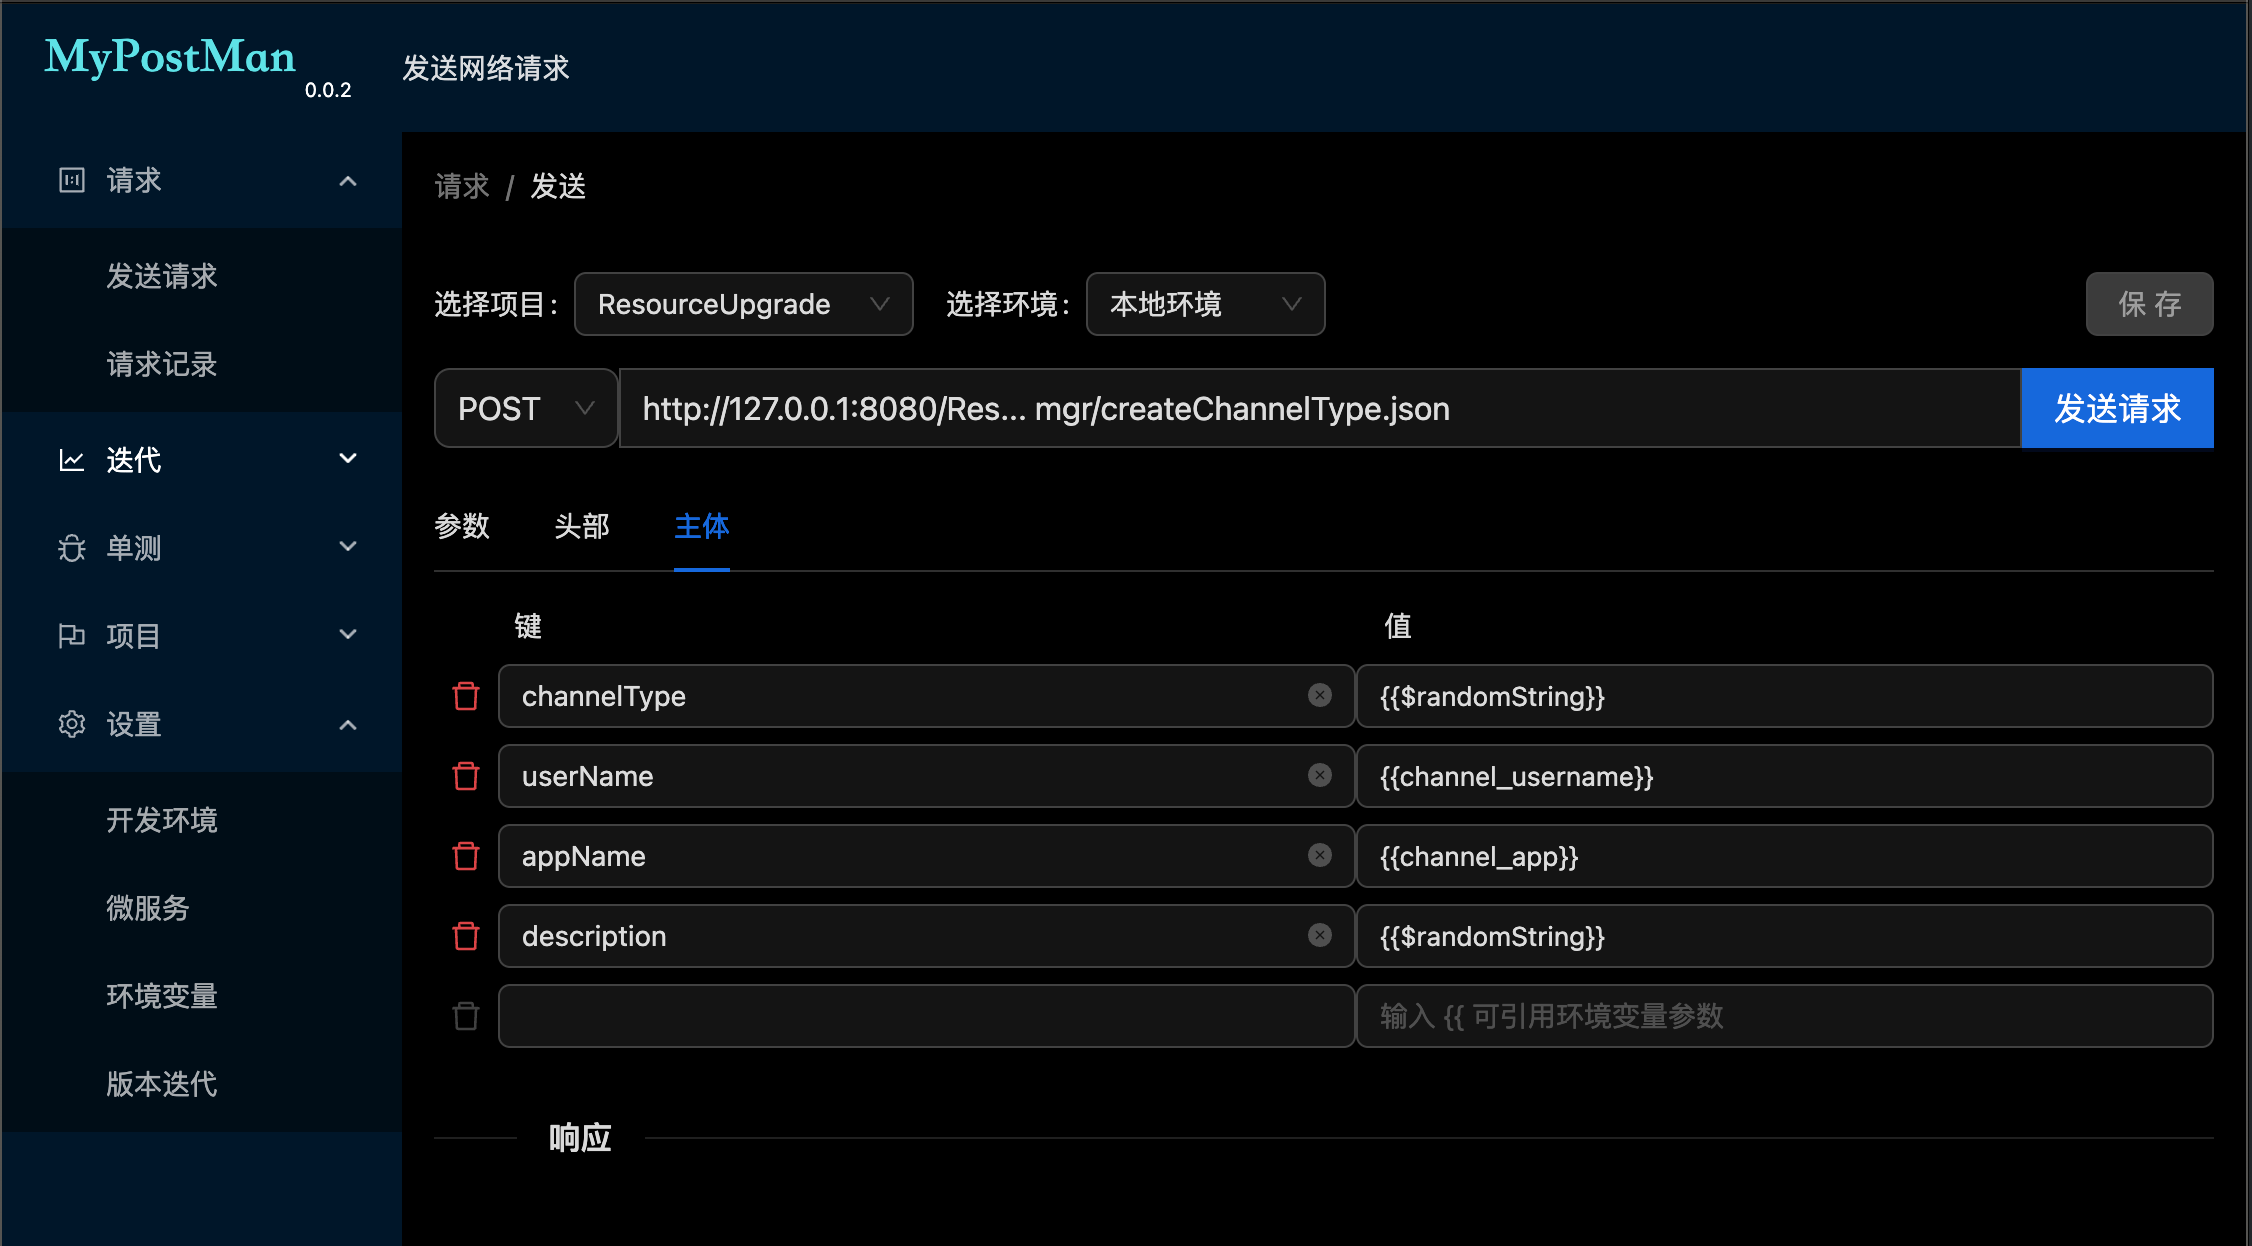 MyPostMan
0.0.2
发送网络请求
请求
发送请求
请求记录
迭代
单测
项目
设置
开发环境
微服务
环境变量
版本迭代
请求 / 发送
选择项目: ResourceUpgrade 选择环境: 本地环境 保 存
POST http://127.0.0.1:8080/Res... mgr/createChannelType.json 发送请求
参数 头部 主体
键 值
channelType {{$randomString}}
userName {{channel_username}}
appName {{channel_app}}
description {{$randomString}}
输入 {{ 可引用环境变量参数
响应